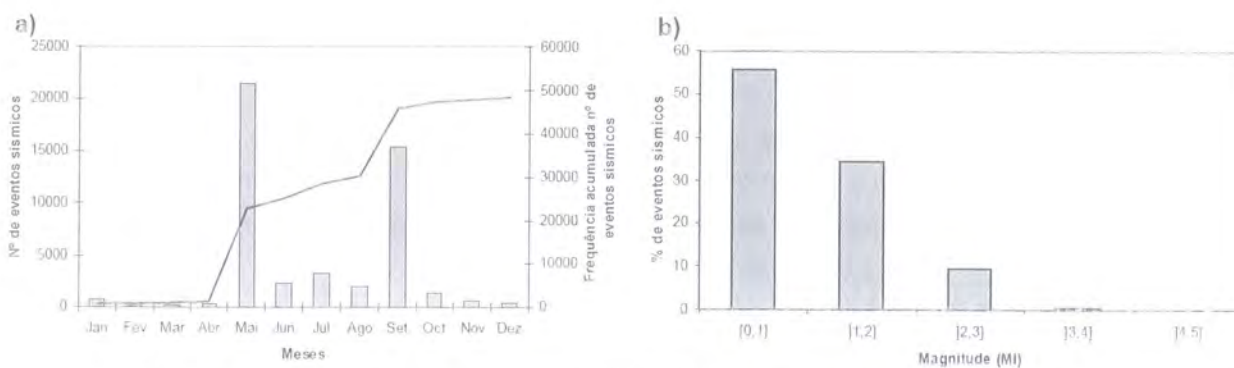 a)
25000
20000
15000
10000
5000
0
Nº de eventos sísmicos
60000
50000
40000
30000
20000
10000
0
Frequência acumulada nº de
eventos sísmicos
Jan Fev Mar Abr Mai Jun Jul Ago Set Oct Nov Dez
Meses
b)
60
50
40
30
20
10
0
% de eventos sísmicos
[0,1] ]1,2] ]2,3] ]3,4] ]4,5]
Magnitude (Ml)